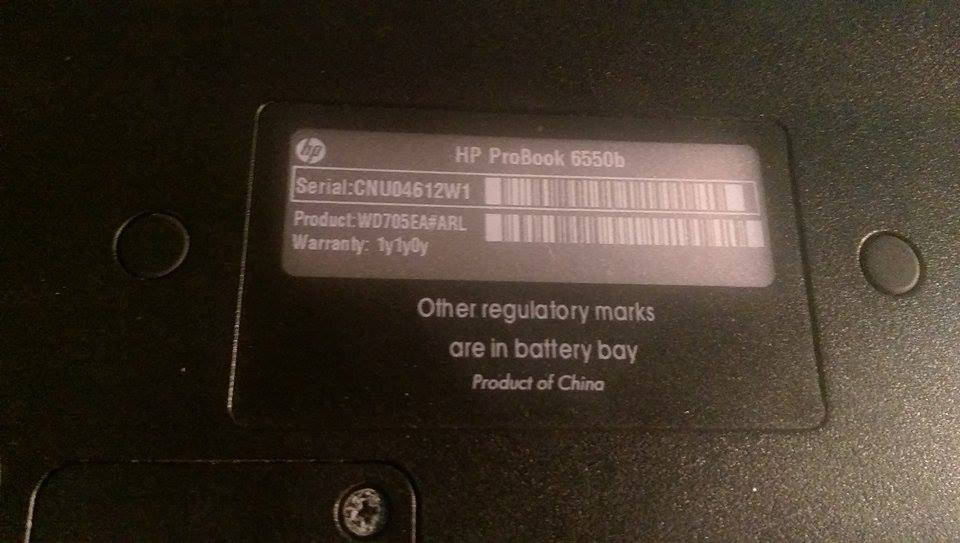 hp
HP ProBook 6550b
Serial:CNU04612W1
Product:WD705EA#ARL
Warranty: 1y1y0y
Other regulatory marks
are in battery bay
Product of China